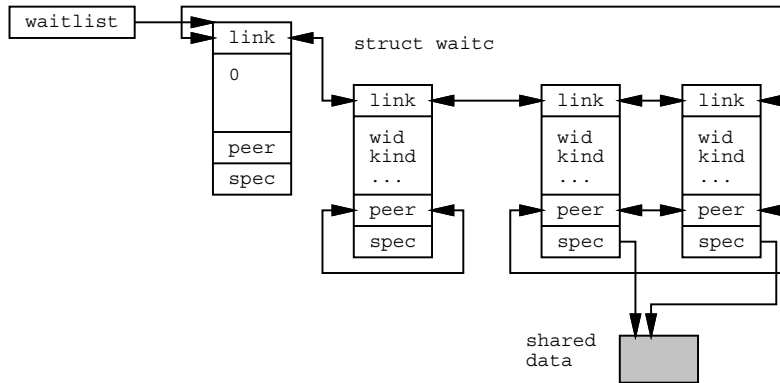 waitlist
link
struct waitc
0
link
link
link
wid
kind
...
wid
kind
...
wid
kind
...
peer
spec
peer
peer
peer
spec
spec
spec
shared
data